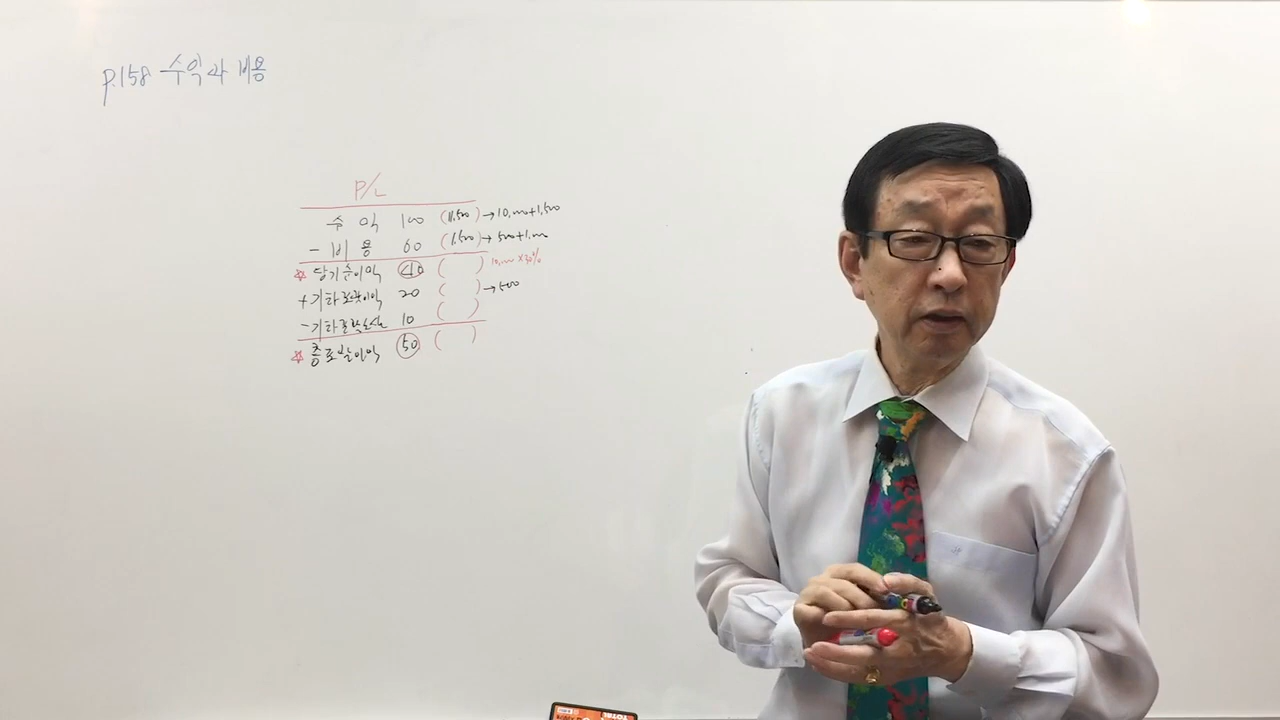 p.158 수익과 비용
P/L
수 익 100 (11,500) → 10,000+1,500
- 비 용 60 (1,500) → 500+1,000
☆ 당기순이익 40 ( ) 10,000 × 30%
+ 기타포괄이익 20 ( ) → 500
- 기타포괄손실 10 ( )
☆ 총포괄이익 50 ( )
TOTAL